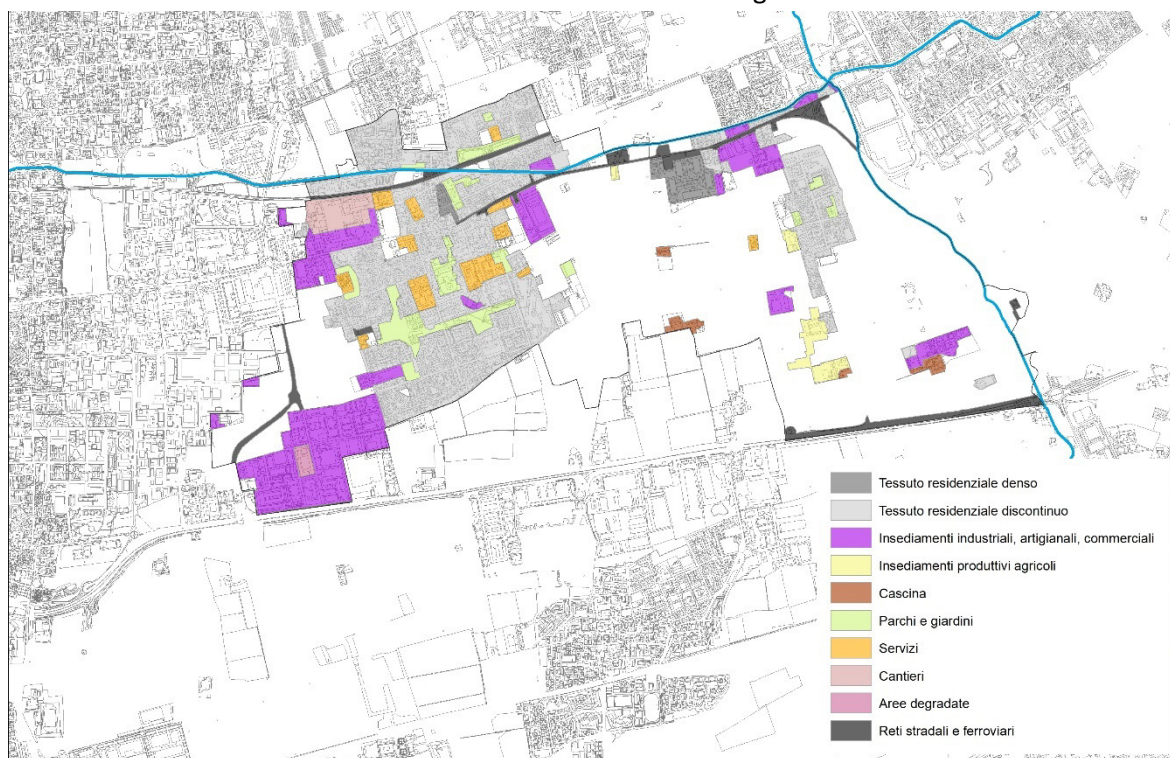 Tessuto residenziale denso
Tessuto residenziale discontinuo
Insediamenti industriali, artigianali, commerciali
Insediamenti produttivi agricoli
Cascina
Parchi e giardini
Servizi
Cantieri
Aree degradate
Reti stradali e ferroviari